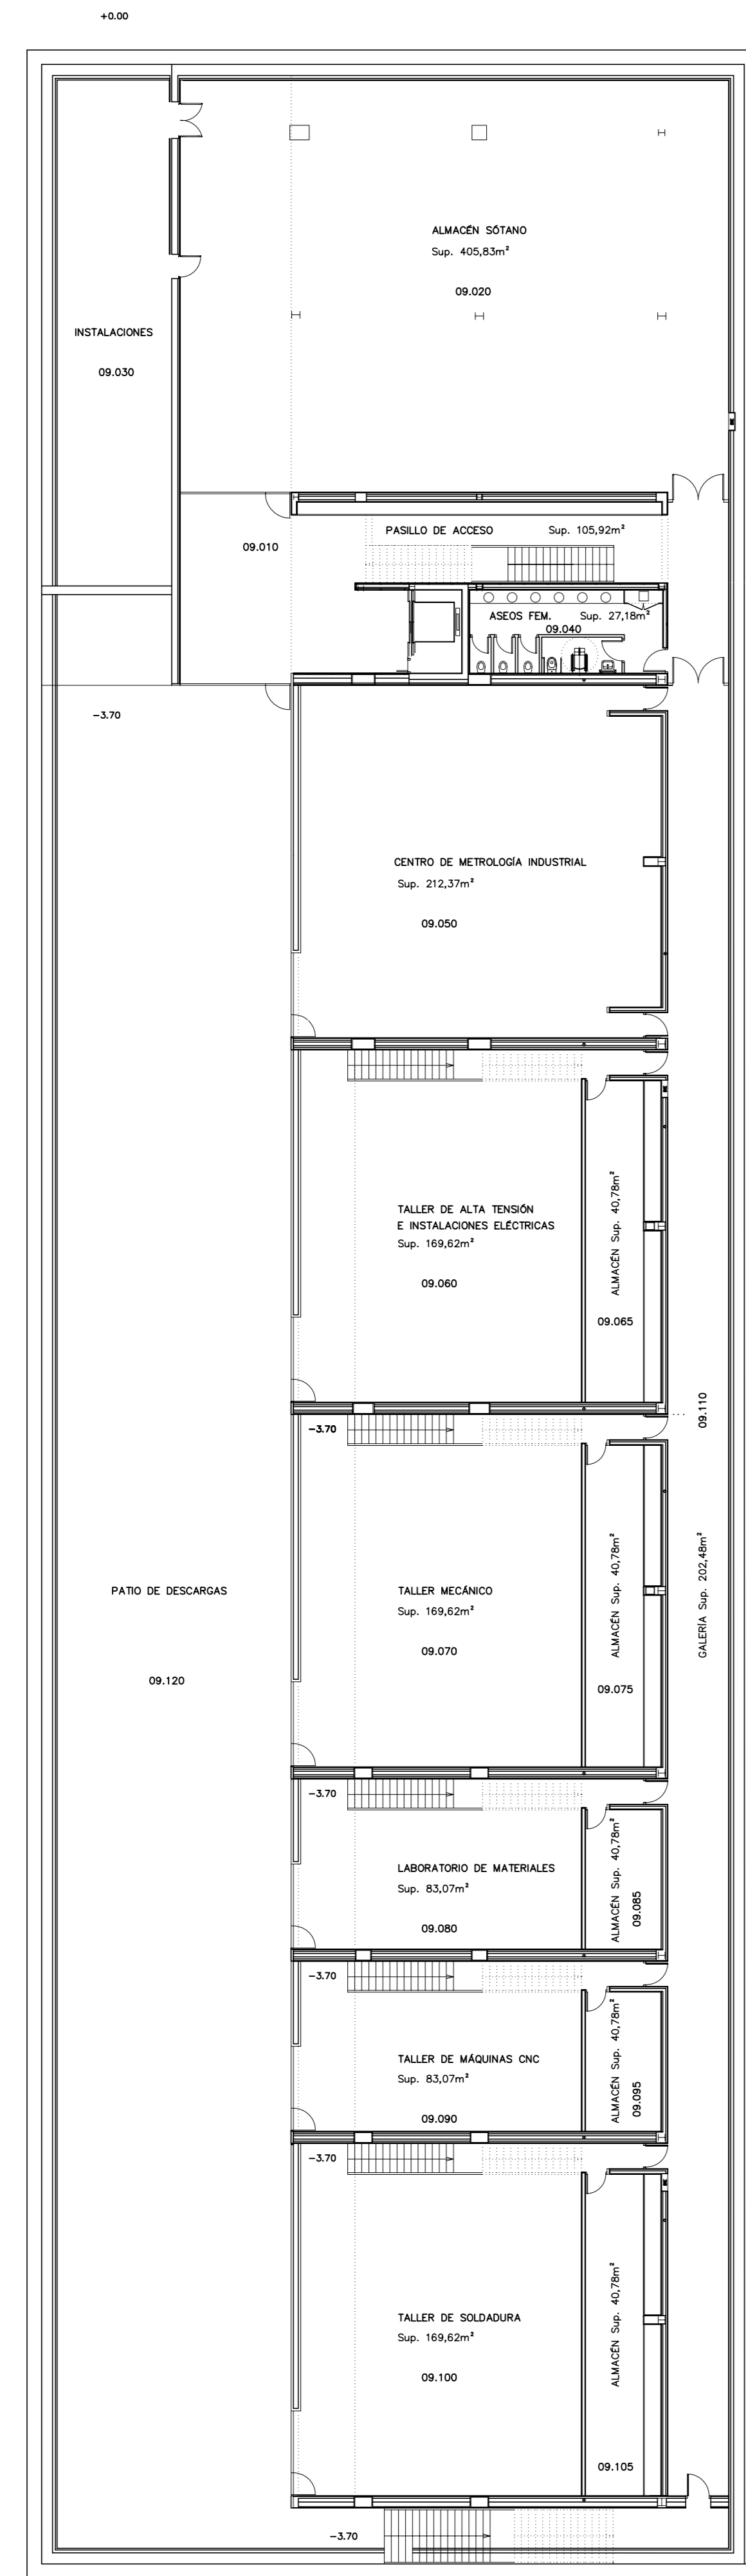 +0.00
ALMACÉN SÓTANO
Sup. 405,83m²
09.020
INSTALACIONES
09.030
PASILLO DE ACCESO Sup. 105,92m²
09.010
ASEOS FEM. Sup. 27,18m²
09.040
-3.70
CENTRO DE METROLOGÍA INDUSTRIAL
Sup. 212,37m²
09.050
TALLER DE ALTA TENSIÓN
E INSTALACIONES ELÉCTRICAS
Sup. 169,62m²
09.060
ALMACÉN Sup. 40,78m²
09.065
-3.70
09.110
GALERÍA Sup. 202,48m²
PATIO DE DESCARGAS
09.120
TALLER MECÁNICO
Sup. 169,62m²
09.070
ALMACÉN Sup. 40,78m²
09.075
-3.70
LABORATORIO DE MATERIALES
Sup. 83,07m²
09.080
ALMACÉN Sup. 40,78m²
09.085
-3.70
TALLER DE MÁQUINAS CNC
Sup. 83,07m²
09.090
ALMACÉN Sup. 40,78m²
09.095
-3.70
TALLER DE SOLDADURA
Sup. 169,62m²
09.100
ALMACÉN Sup. 40,78m²
09.105
-3.70